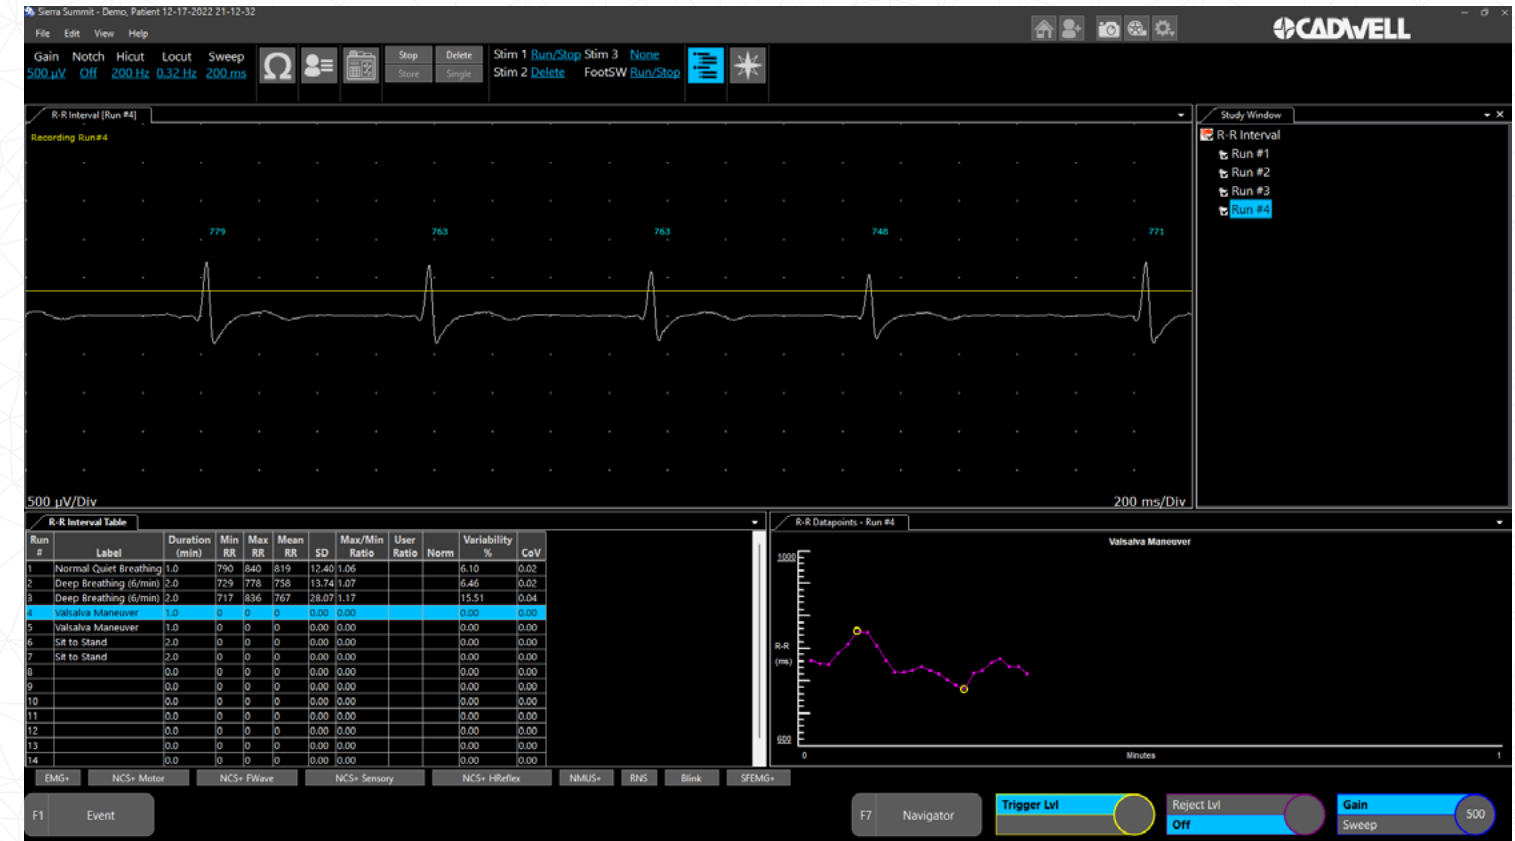 Sierra Summit - Demo, Patient 12-17-2022 21-12-32
File Edit View Help
CADWELL
Gain Notch Hicut Locut Sweep
500 µV Off 200 Hz 0.32 Hz 200 ms
Stop Delete
Store Single
Stim 1 Run/Stop Stim 3 None
Stim 2 Delete FootSW Run/Stop
R-R Interval [Run #4]
Recording Run#4
779 763 763 748 771
500 µV/Div 200 ms/Div
Study Window
R-R Interval
Run #1
Run #2
Run #3
Run #4
R-R Interval Table
Run # Label Duration (min) Min RR Max RR Mean RR SD Max/Min Ratio User Ratio Norm Variability % CoV
1 Normal Quiet Breathing 1.0 790 840 819 12.40 1.06 6.10 0.02
2 Deep Breathing (6/min) 2.0 729 778 758 13.74 1.07 6.46 0.02
3 Deep Breathing (6/min) 2.0 717 836 767 28.07 1.17 15.51 0.04
4 Valsalva Maneuver 1.0 0 0 0 0.00 0.00 0.00 0.00
5 Valsalva Maneuver 1.0 0 0 0 0.00 0.00 0.00 0.00
6 Sit to Stand 2.0 0 0 0 0.00 0.00 0.00 0.00
7 Sit to Stand 2.0 0 0 0 0.00 0.00 0.00 0.00
8 0.0 0 0 0 0.00 0.00 0.00 0.00
9 0.0 0 0 0 0.00 0.00 0.00 0.00
10 0.0 0 0 0 0.00 0.00 0.00 0.00
11 0.0 0 0 0 0.00 0.00 0.00 0.00
12 0.0 0 0 0 0.00 0.00 0.00 0.00
13 0.0 0 0 0 0.00 0.00 0.00 0.00
14 0.0 0 0 0 0.00 0.00 0.00 0.00
R-R Datapoints - Run #4
Valsalva Maneuver
1000
R-R
(ms)
600
0 Minutes 1
EMG+ NCS+ Motor NCS+ FWave NCS+ Sensory NCS+ HReflex NMUS+ RNS Blink SFEMG+
F1 Event
F7 Navigator
Trigger Lvl
Reject Lvl
Off
Gain
Sweep
500